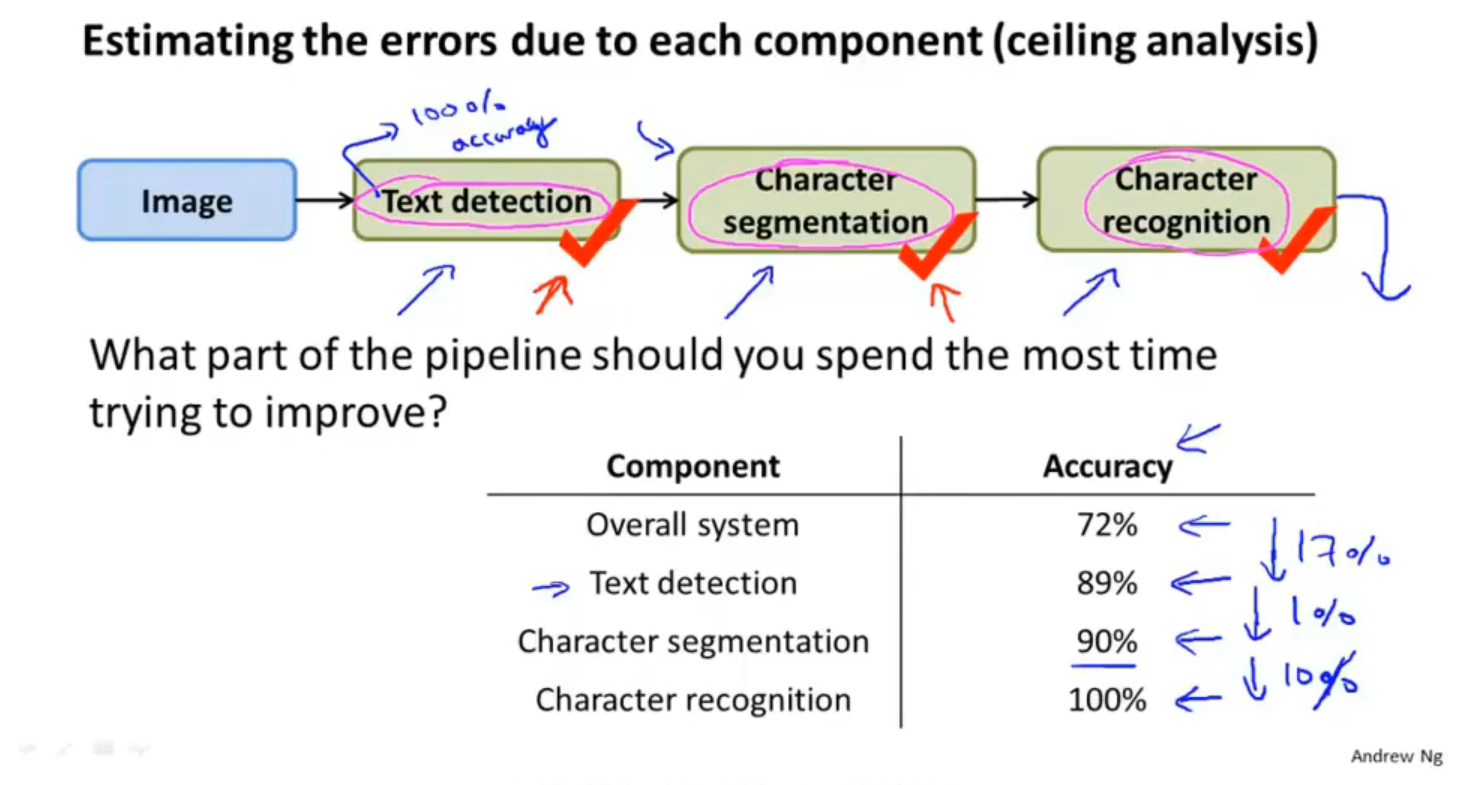 Estimating the errors due to each component (ceiling analysis)
100%
accuracy
Image
Text detection
Character
segmentation
Character
recognition
What part of the pipeline should you spend the most time
trying to improve?
Component Accuracy
Overall system 72%
17%
Text detection 89%
1%
Character segmentation 90%
10%
Character recognition 100%
Andrew Ng